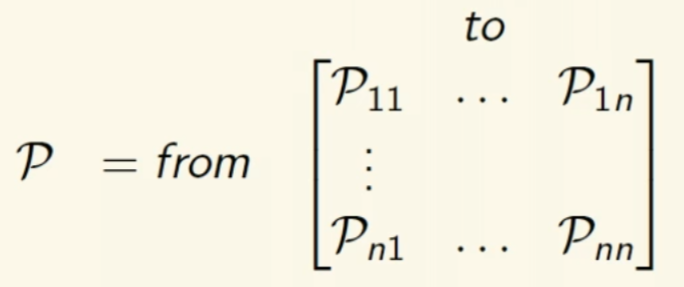 to
𝒫₁₁ … 𝒫₁ₙ
𝒫 = from ⋮
𝒫ₙ₁ … 𝒫ₙₙ